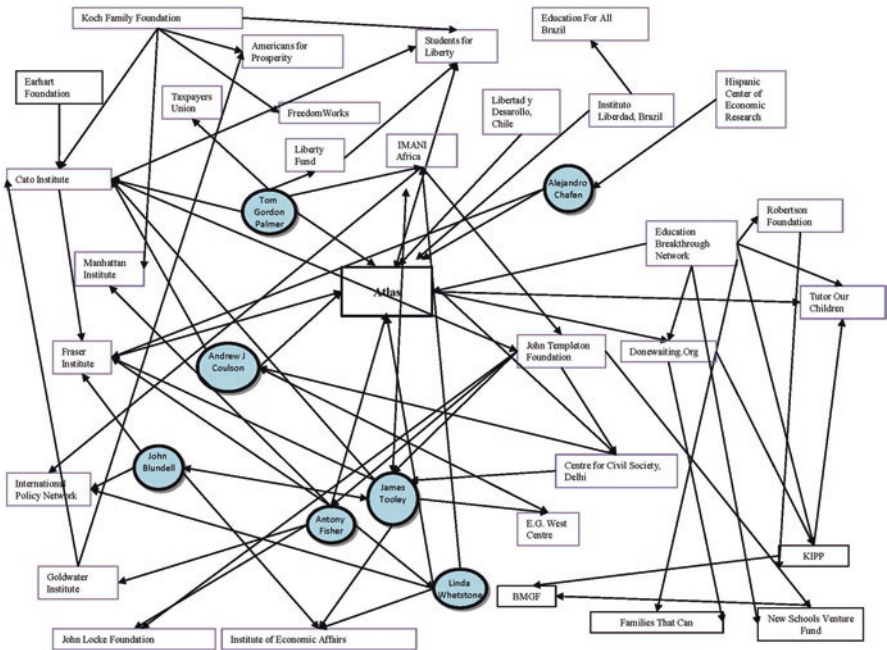 Koch Family Foundation
Education For All
Brazil
Americans for
Prosperity
Students for
Liberty
Earhart
Foundation
Taxpayers
Union
FreedomWorks
Libertad y
Desarollo,
Chile
Instituto
Liberdad, Brazil
Hispanic
Center of
Economic
Research
Liberty
Fund
IMANI
Africa
Cato Institute
Tom
Gordon
Palmer
Alejandro
Chafen
Robertson
Foundation
Education
Breakthrough
Network
Manhattan
Institute
Atlas
Tutor Our
Children
Fraser
Institute
Andrew J
Coulson
John Templeton
Foundation
Donewaiting.Org
John
Blundell
International
Policy Network
James
Tooley
Centre for Civil Society,
Delhi
Antony
Fisher
E.G. West
Centre
KIPP
Goldwater
Institute
Linda
Whetstone
BMGF
John Locke Foundation
Institute of Economic Affairs
Families That Can
New Schools Venture
Fund